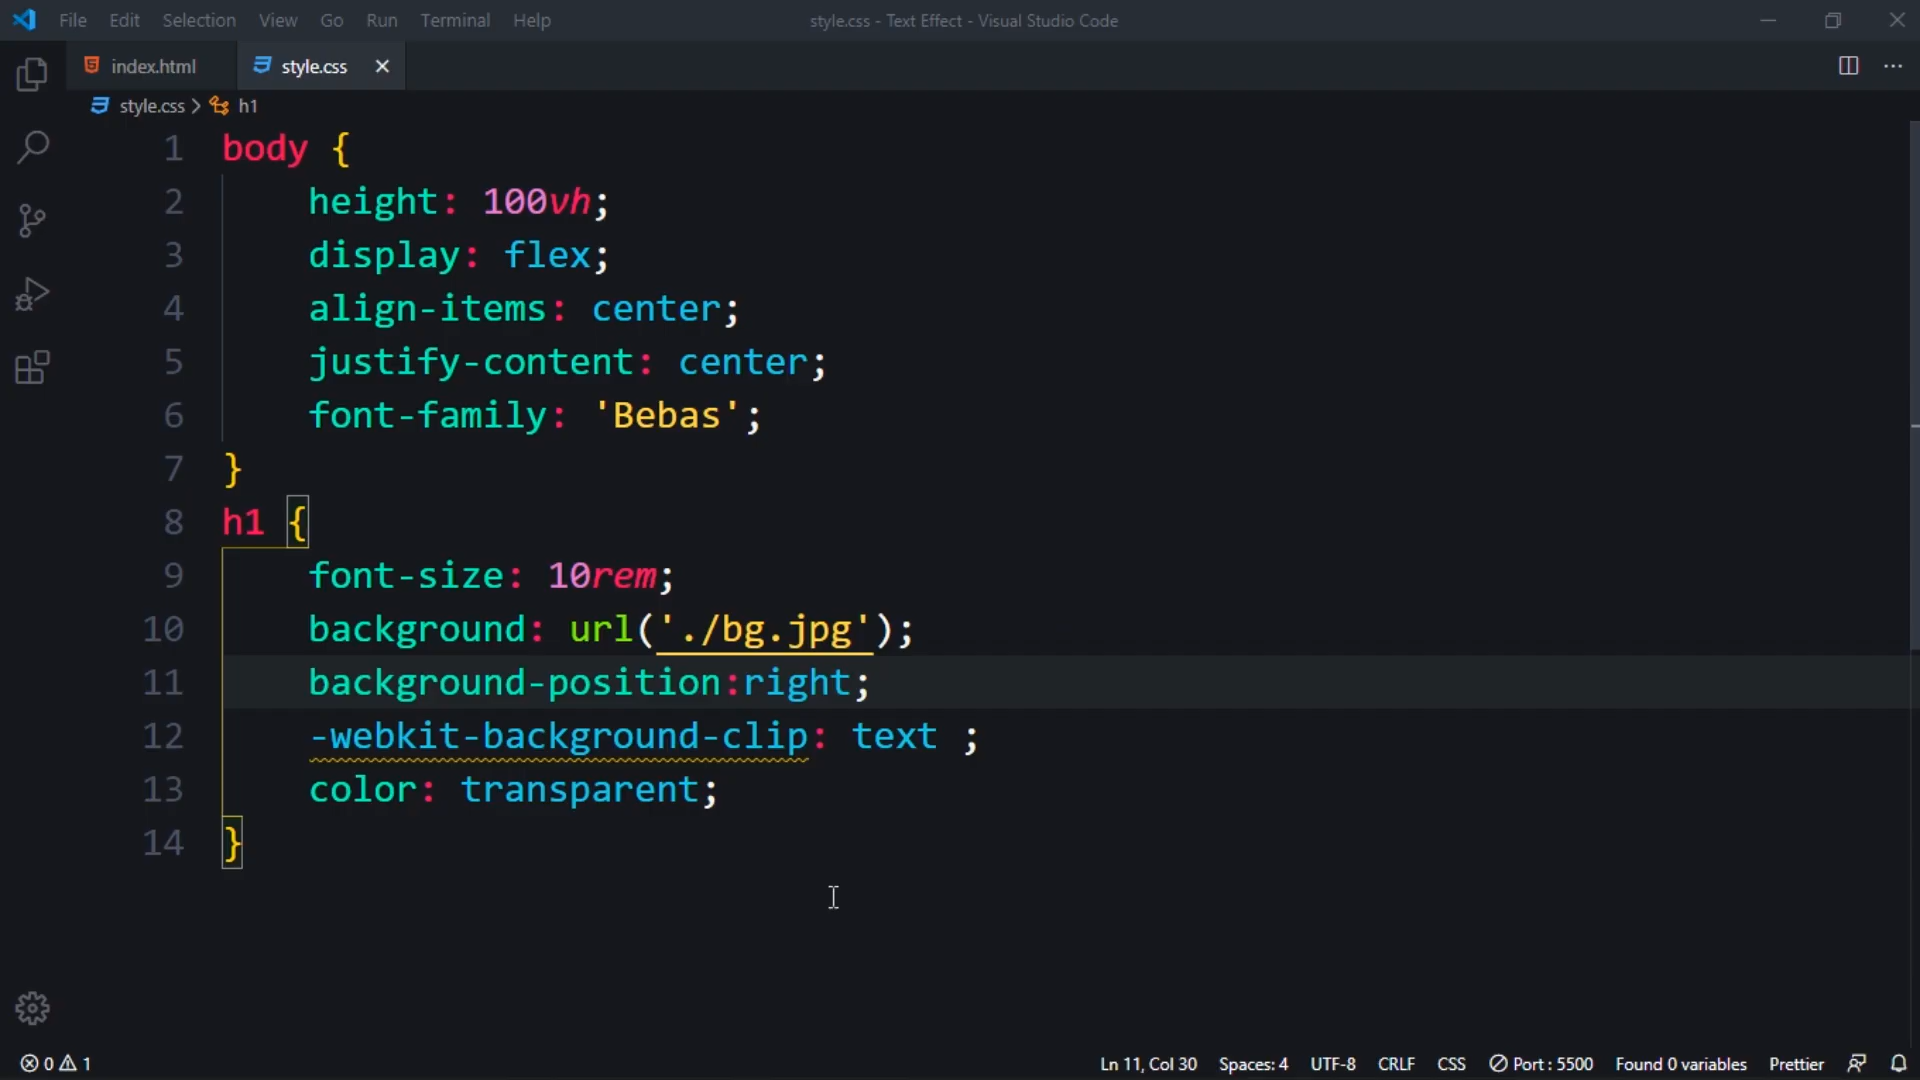 File Edit Selection View Go Run Terminal Help style.css - Text Effect - Visual Studio Code
index.html style.css
style.css > h1
1 body {
2     height: 100vh;
3     display: flex;
4     align-items: center;
5     justify-content: center;
6     font-family: 'Bebas';
7 }
8 h1 {
9     font-size: 10rem;
10     background: url('./bg.jpg');
11     background-position:right;
12     -webkit-background-clip: text ;
13     color: transparent;
14 }
0 1 Ln 11, Col 30 Spaces: 4 UTF-8 CRLF CSS Port : 5500 Found 0 variables Prettier